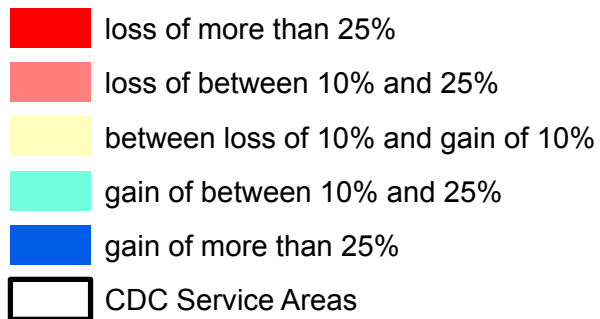 loss of more than 25%
loss of between 10% and 25%
between loss of 10% and gain of 10%
gain of between 10% and 25%
gain of more than 25%
CDC Service Areas